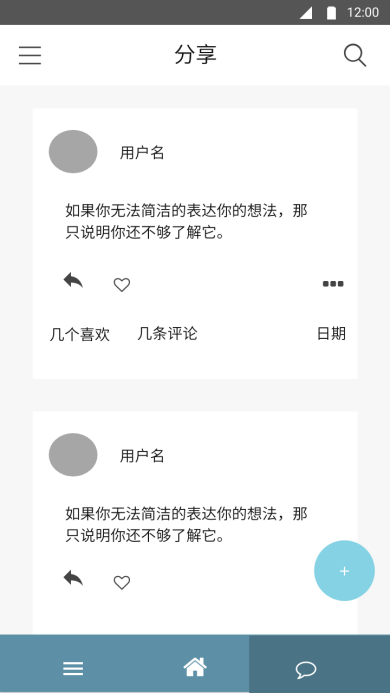 12:00
分享
用户名
如果你无法简洁的表达你的想法，那
只说明你还不够了解它。
几个喜欢 几条评论 日期
用户名
如果你无法简洁的表达你的想法，那
只说明你还不够了解它。
+